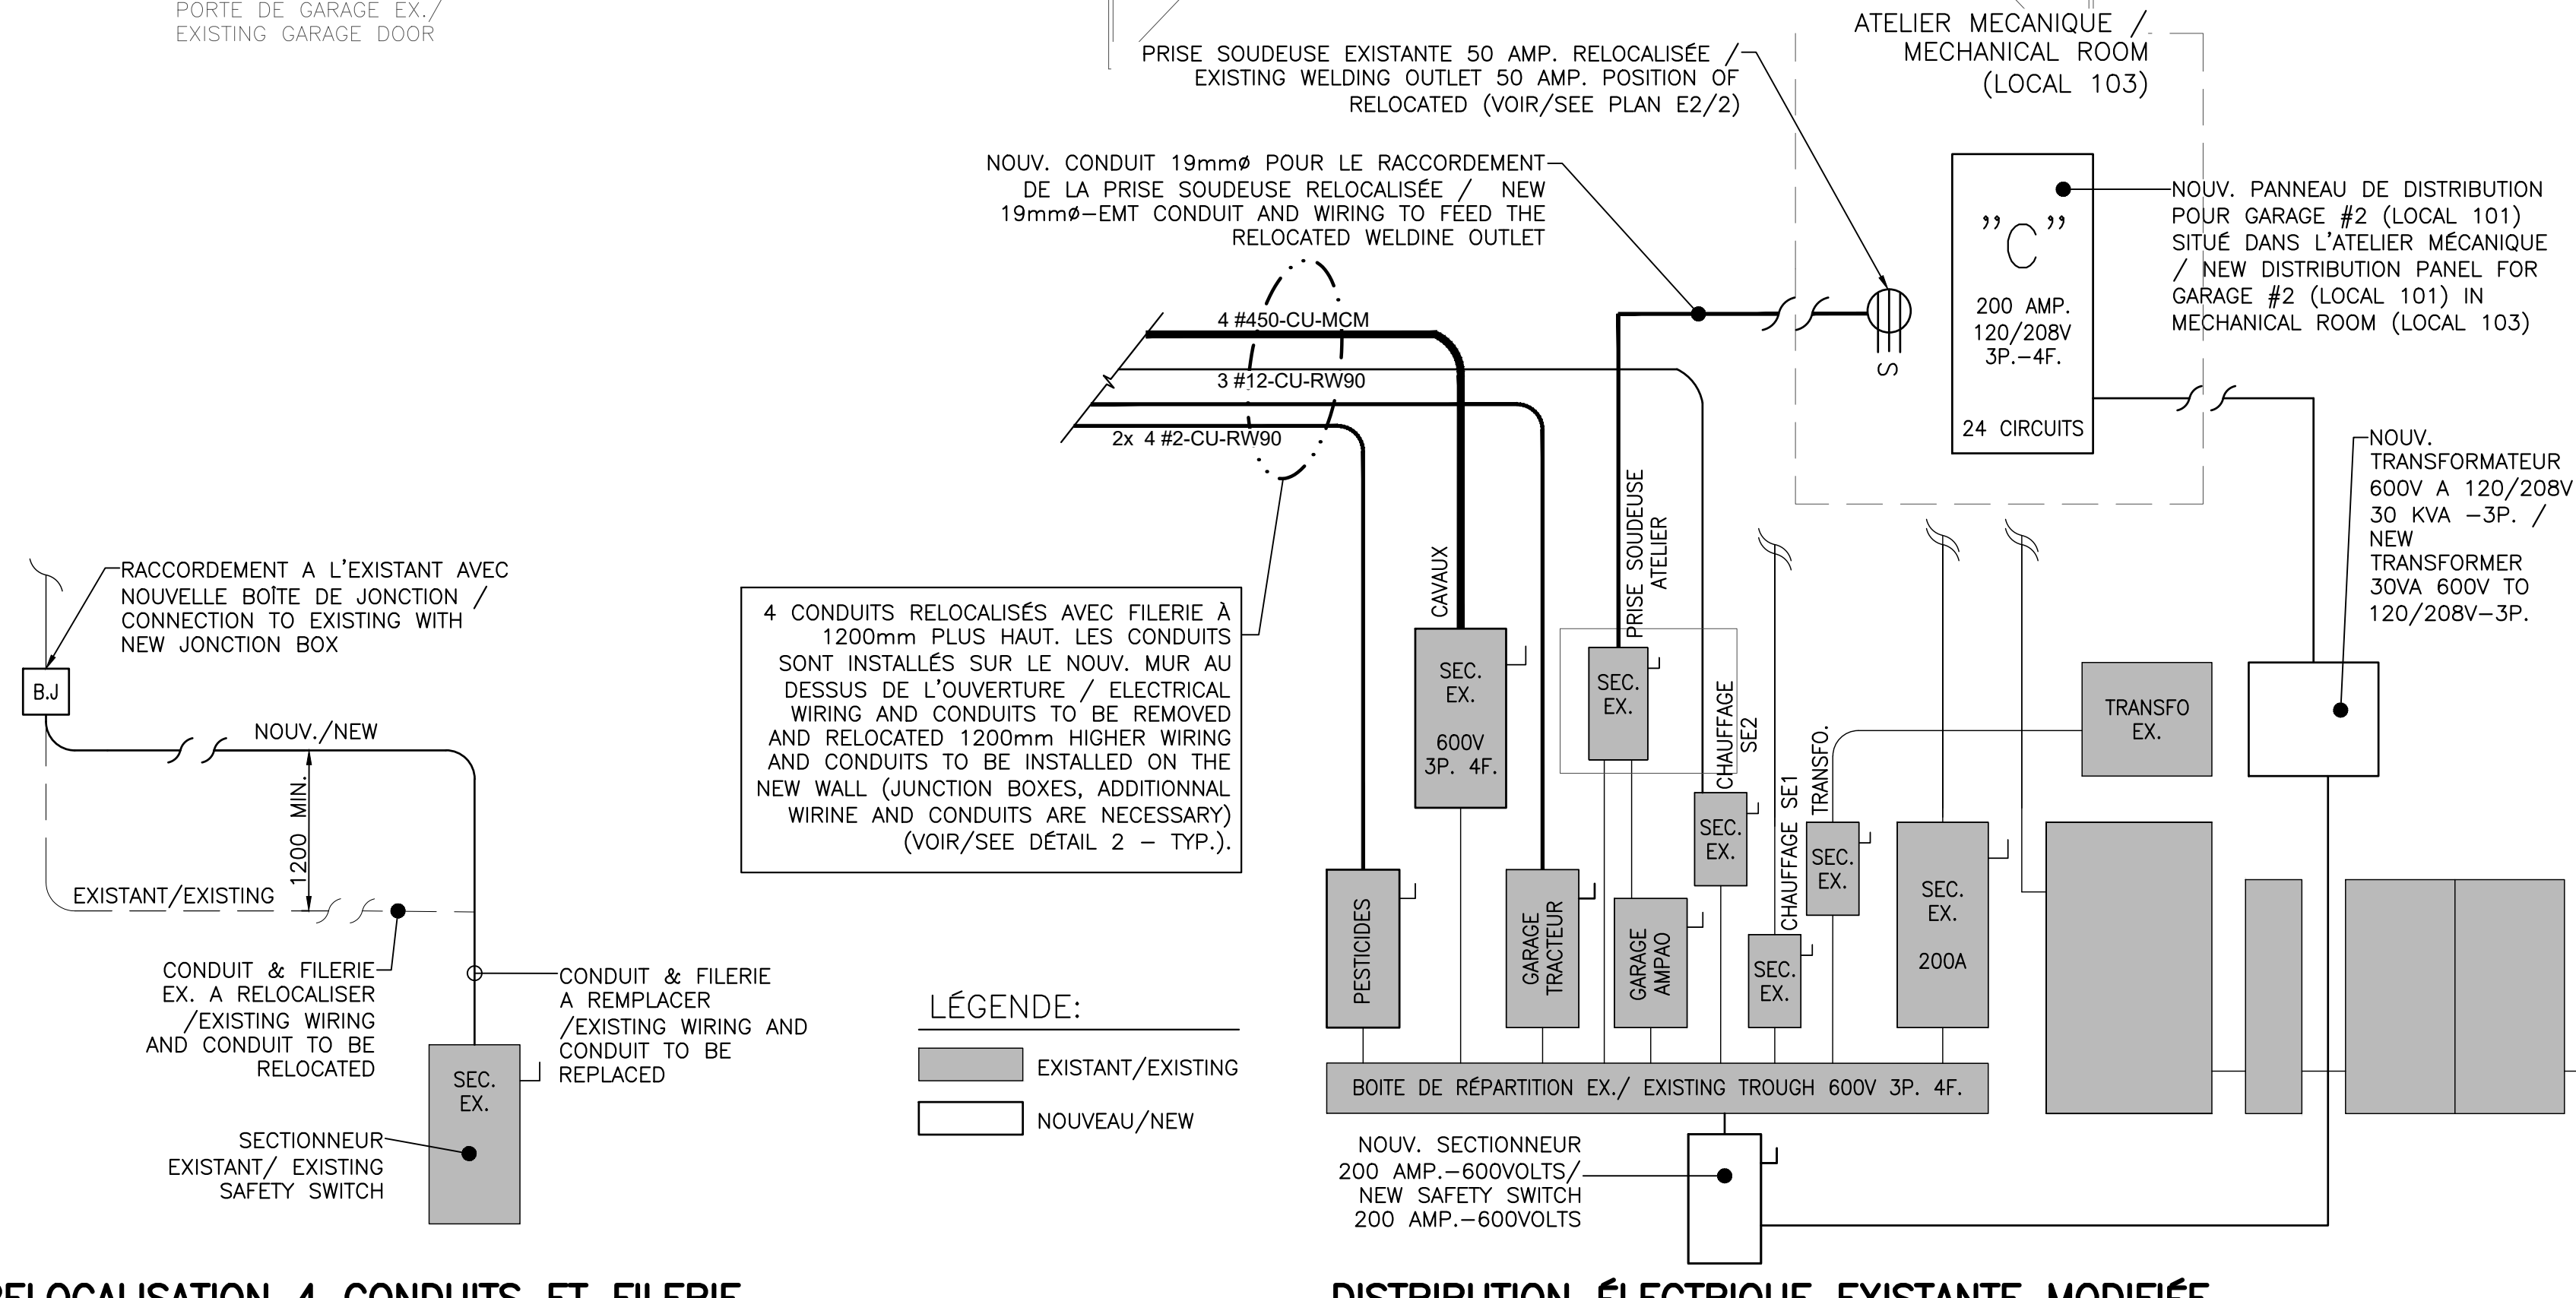 PORTE DE GARAGE EX./
EXISTING GARAGE DOOR
ATELIER MECANIQUE /
MECHANICAL ROOM
(LOCAL 103)
PRISE SOUDEUSE EXISTANTE 50 AMP. RELOCALISÉE /
EXISTING WELDING OUTLET 50 AMP. POSITION OF
RELOCATED (VOIR/SEE PLAN E2/2)
NOUV. CONDUIT 19mmø POUR LE RACCORDEMENT
DE LA PRISE SOUDEUSE RELOCALISÉE / NEW
19mmø-EMT CONDUIT AND WIRING TO FEED THE
RELOCATED WELDINE OUTLET
"C"
200 AMP.
120/208V
3P.-4F.
24 CIRCUITS
S
NOUV. PANNEAU DE DISTRIBUTION
POUR GARAGE #2 (LOCAL 101)
SITUÉ DANS L'ATELIER MÉCANIQUE
/ NEW DISTRIBUTION PANEL FOR
GARAGE #2 (LOCAL 101) IN
MECHANICAL ROOM (LOCAL 103)
4 #450-CU-MCM
3 #12-CU-RW90
2x 4 #2-CU-RW90
NOUV.
TRANSFORMATEUR
600V A 120/208V
30 KVA -3P. /
NEW
TRANSFORMER
30VA 600V TO
120/208V-3P.
RACCORDEMENT A L'EXISTANT AVEC
NOUVELLE BOÎTE DE JONCTION /
CONNECTION TO EXISTING WITH
NEW JONCTION BOX
B.J
NOUV./NEW
1200 MIN.
EXISTANT/EXISTING
CONDUIT & FILERIE
EX. A RELOCALISER
/EXISTING WIRING
AND CONDUIT TO BE
RELOCATED
CONDUIT & FILERIE
A REMPLACER
/EXISTING WIRING AND
CONDUIT TO BE
REPLACED
SEC.
EX.
SECTIONNEUR
EXISTANT/ EXISTING
SAFETY SWITCH
4 CONDUITS RELOCALISÉS AVEC FILERIE À
1200mm PLUS HAUT. LES CONDUITS
SONT INSTALLÉS SUR LE NOUV. MUR AU
DESSUS DE L'OUVERTURE / ELECTRICAL
WIRING AND CONDUITS TO BE REMOVED
AND RELOCATED 1200mm HIGHER WIRING
AND CONDUITS TO BE INSTALLED ON THE
NEW WALL (JUNCTION BOXES, ADDITIONNAL
WIRINE AND CONDUITS ARE NECESSARY)
(VOIR/SEE DÉTAIL 2 - TYP.).
LÉGENDE:
EXISTANT/EXISTING
NOUVEAU/NEW
PESTICIDES
CAVAUX
SEC.
EX.
600V
3P. 4F.
GARAGE
TRACTEUR
PRISE SOUDEUSE
ATELIER
SEC.
EX.
GARAGE
AMPAO
CHAUFFAGE
SE2
SEC.
EX.
CHAUFFAGE SE1
SEC.
EX.
TRANSFO.
SEC.
EX.
SEC.
EX.
200A
TRANSFO
EX.
BOITE DE RÉPARTITION EX./ EXISTING TROUGH 600V 3P. 4F.
NOUV. SECTIONNEUR
200 AMP.-600VOLTS/
NEW SAFETY SWITCH
200 AMP.-600VOLTS
RELOCALISATION 4 CONDUITS ET FILERIE
DISTRIBUTION ÉLECTRIQUE EXISTANTE MODIFIÉE